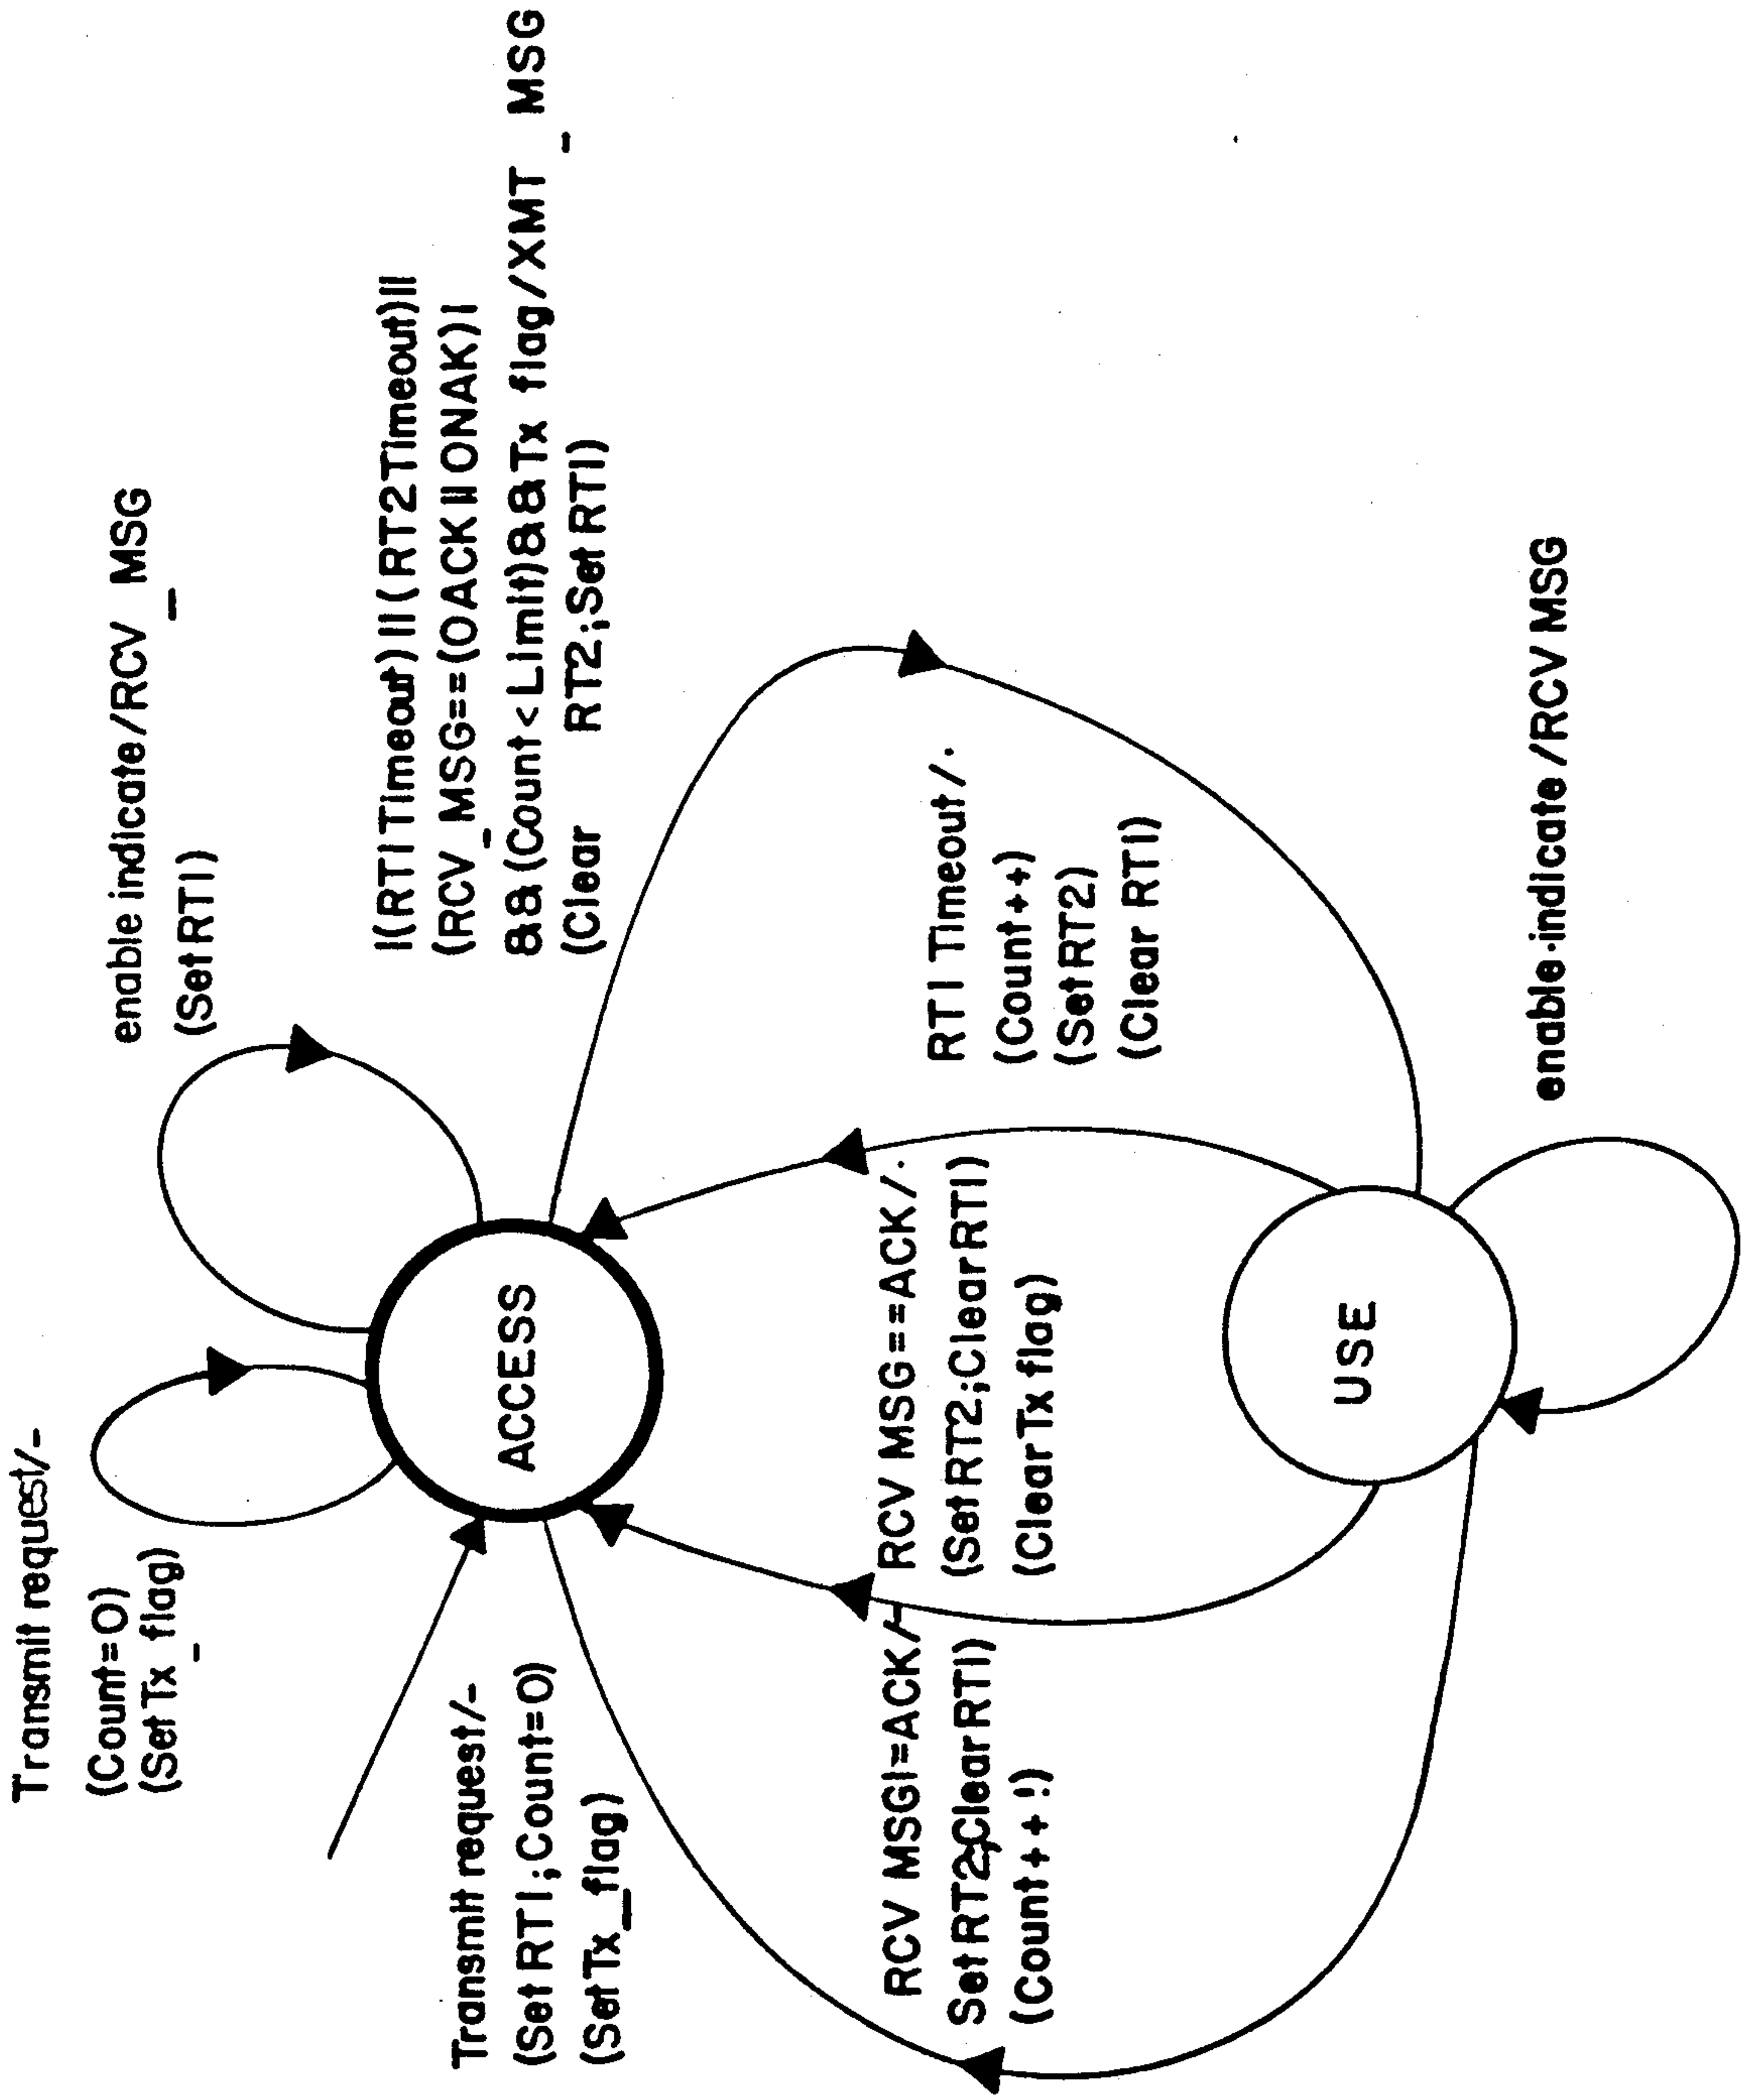 Transmit request/-
(Count=0)
(Set Tx_flag)
enable indicate/RCV_MSG
(Set RT1)
ACCESS
[(RT1 Timeout)||(RT2 Timeout)||
(RCV_MSG==(OACK||ONAK)]
&&(Count<Limit)&&Tx flag/XMT_MSG
(Clear RT2;Set RT1)
Transmit request/-
(Set RT1;Count=0)
(Set Tx_flag)
RCV MSG!=ACK/-
Set RT2;Clear RT1)
(Count++!)
RCV MSG==ACK/-
(Set RT2;Clear RT1)
(Clear Tx flag)
RT1 Timeout/-
(Count++)
(Set RT2)
(Clear RT1)
USE
enable-indicate/RCV MSG